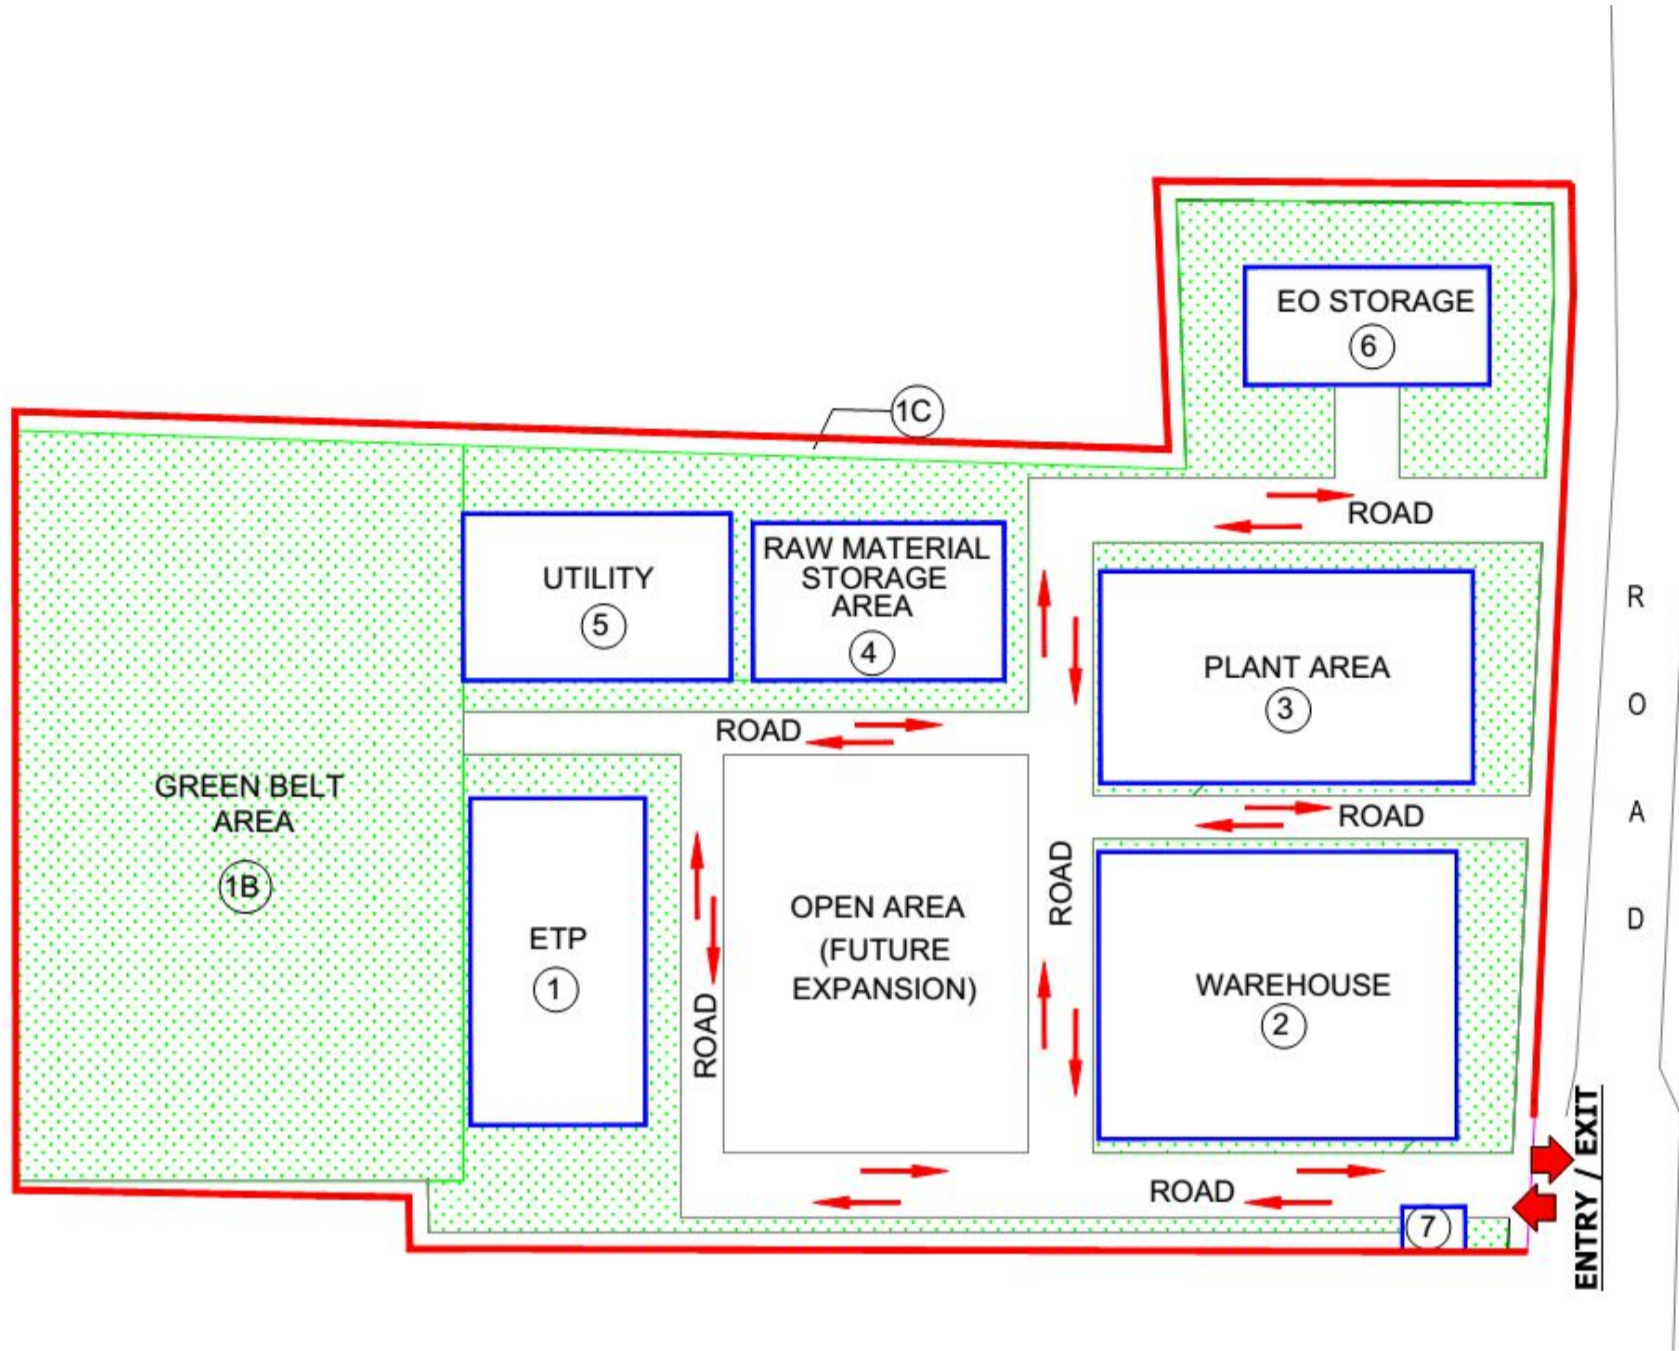 EO STORAGE
6
1C
ROAD
UTILITY
5
RAW MATERIAL
STORAGE
AREA
4
PLANT AREA
3
ROAD
ROAD
GREEN BELT
AREA
1B
ETP
1
ROAD
OPEN AREA
(FUTURE
EXPANSION)
ROAD
WAREHOUSE
2
ROAD
7
ENTRY / EXIT
R
O
A
D